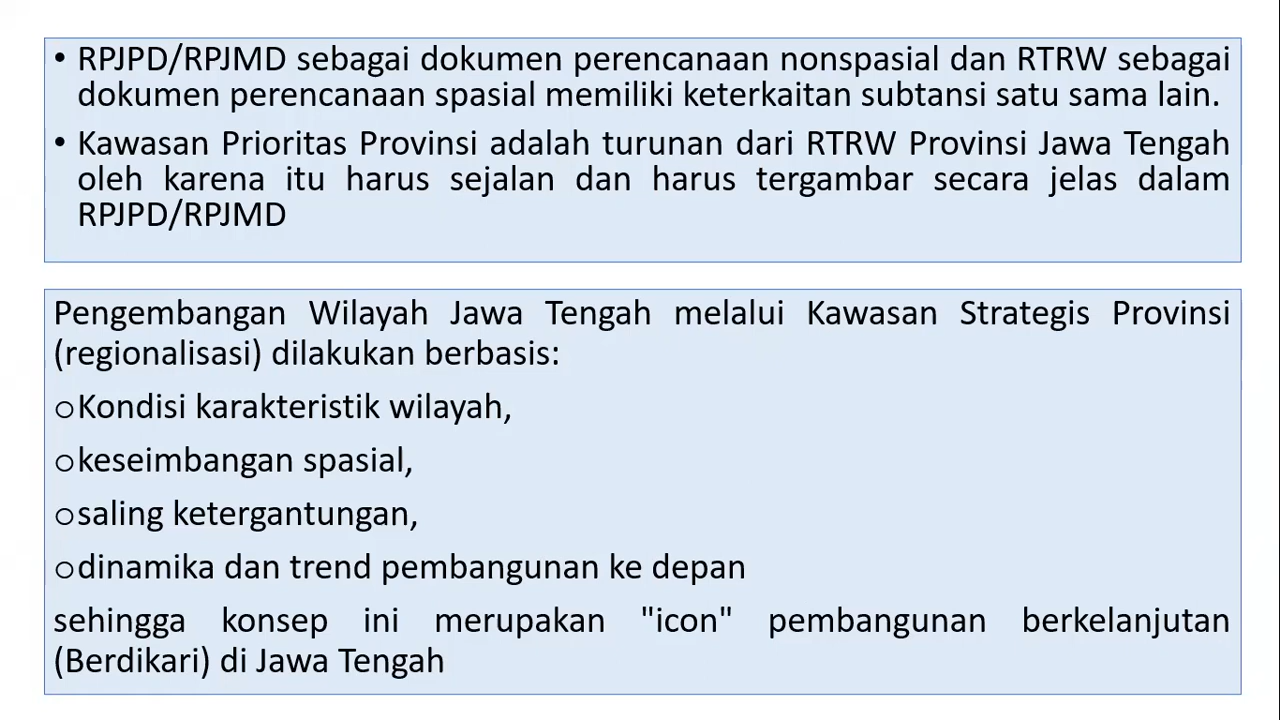 • RPJPD/RPJMD sebagai dokumen perencanaan nonspasial dan RTRW sebagai
dokumen perencanaan spasial memiliki keterkaitan subtansi satu sama lain.
• Kawasan Prioritas Provinsi adalah turunan dari RTRW Provinsi Jawa Tengah
oleh karena itu harus sejalan dan harus tergambar secara jelas dalam
RPJPD/RPJMD
Pengembangan Wilayah Jawa Tengah melalui Kawasan Strategis Provinsi
(regionalisasi) dilakukan berbasis:
oKondisi karakteristik wilayah,
okeseimbangan spasial,
osaling ketergantungan,
odinamika dan trend pembangunan ke depan
sehingga konsep ini merupakan "icon" pembangunan berkelanjutan
(Berdikari) di Jawa Tengah